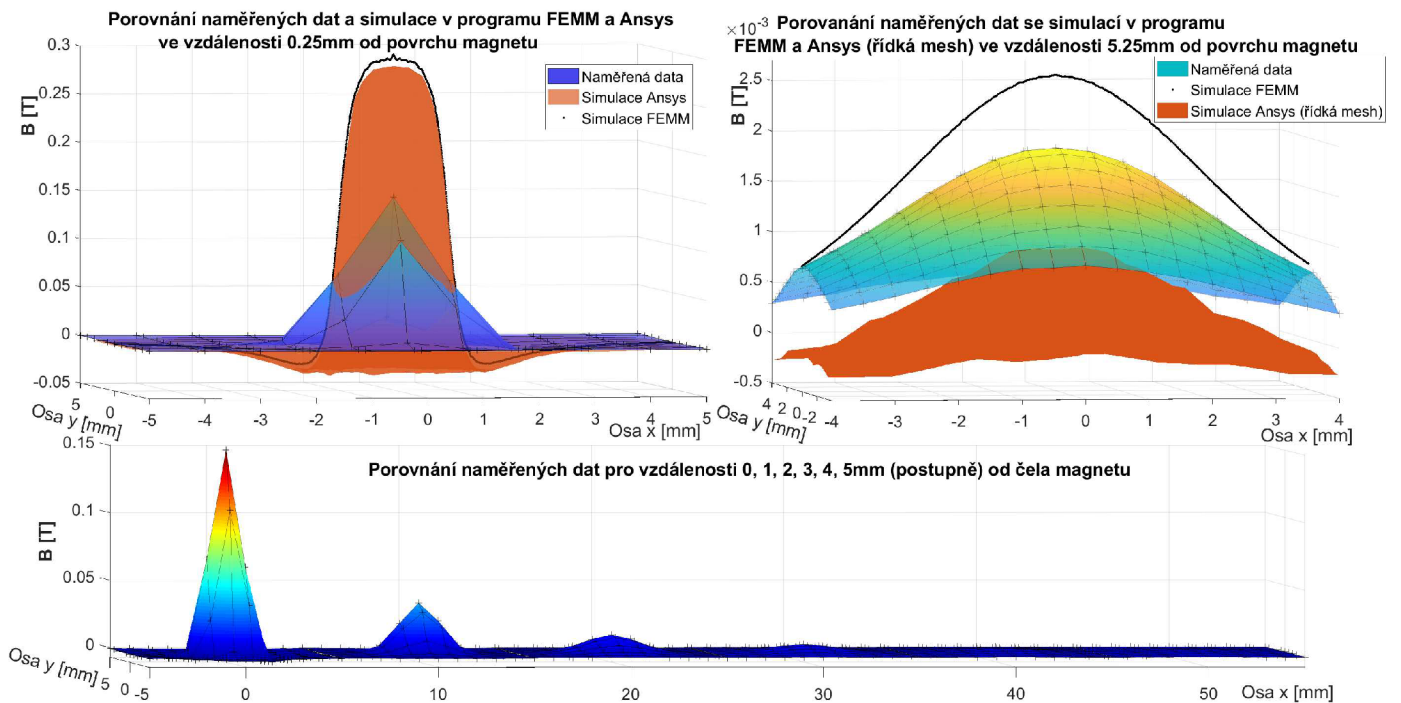 Porovnání naměřených dat a simulace v programu FEMM a Ansys
ve vzdálenosti 0.25mm od povrchu magnetu
0.3
0.25
0.2
0.15
0.1
0.05
0
-0.05
B [T]
Naměřená data
Simulace Ansys
Simulace FEMM
5
0
Osa y [mm]
-5
-4
-3
-2
-1
0
1
2
3
4
5
Osa x [mm]
×10-3
Porovanání naměřených dat se simulací v programu
FEMM a Ansys (řídká mesh) ve vzdálenosti 5.25mm od povrchu magnetu
2.5
2
1.5
1
0.5
0
-0.5
B [T]
Naměřená data
Simulace FEMM
Simulace Ansys (řídká mesh)
4 2 0 -2
Osa y [mm]
-4
-3
-2
-1
0
1
2
3
4
Osa x [mm]
Porovnání naměřených dat pro vzdálenosti 0, 1, 2, 3, 4, 5mm (postupně) od čela magnetu
0.15
0.1
0.05
0
B [T]
Osa y [mm]
5 0 -5
0
10
20
30
40
50
Osa x [mm]